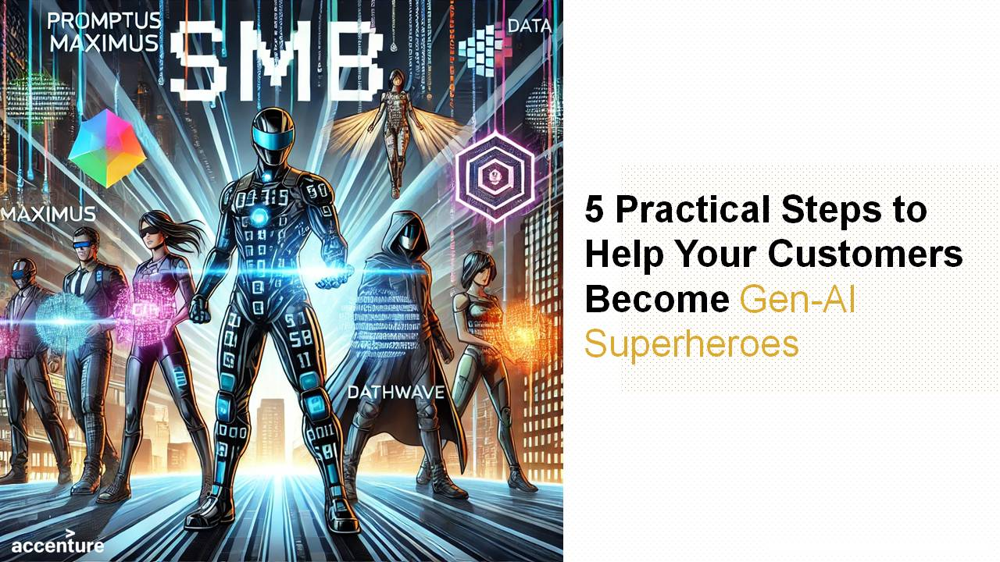 PROMPTUS
MAXIMUS
SMB
DATA
MAXIMUS
DATHWAVE
accenture
5 Practical Steps to
Help Your Customers
Become Gen-AI
Superheroes